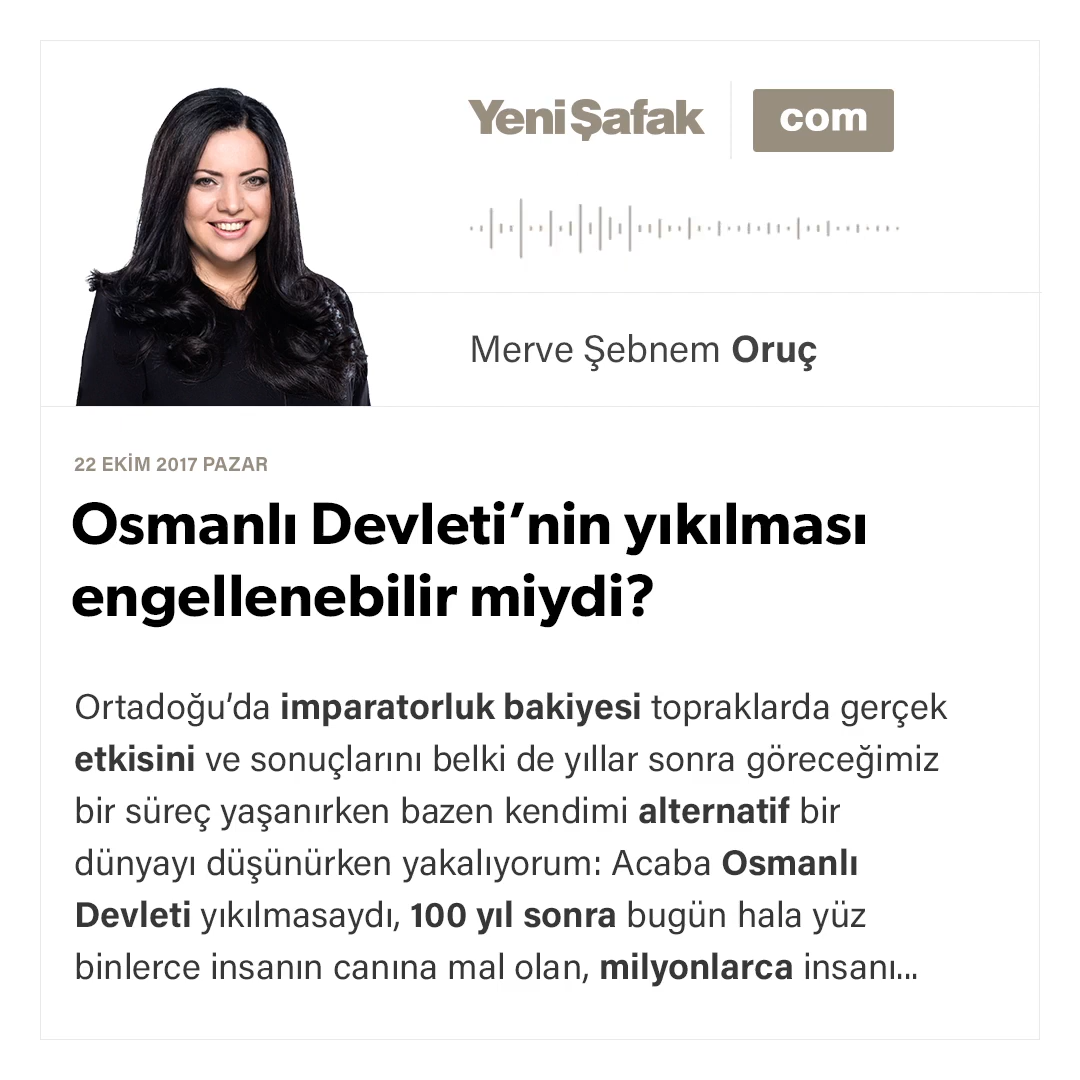 YeniŞafak com
Merve Şebnem Oruç
22 EKİM 2017 PAZAR
Osmanlı Devleti’nin yıkılması
engellenebilir miydi?
Ortadoğu’da imparatorluk bakiyesi topraklarda gerçek
etkisini ve sonuçlarını belki de yıllar sonra göreceğimiz
bir süreç yaşanırken bazen kendimi alternatif bir
dünyayı düşünürken yakalıyorum: Acaba Osmanlı
Devleti yıkılmasaydı, 100 yıl sonra bugün hala yüz
binlerce insanın canına mal olan, milyonlarca insanı...